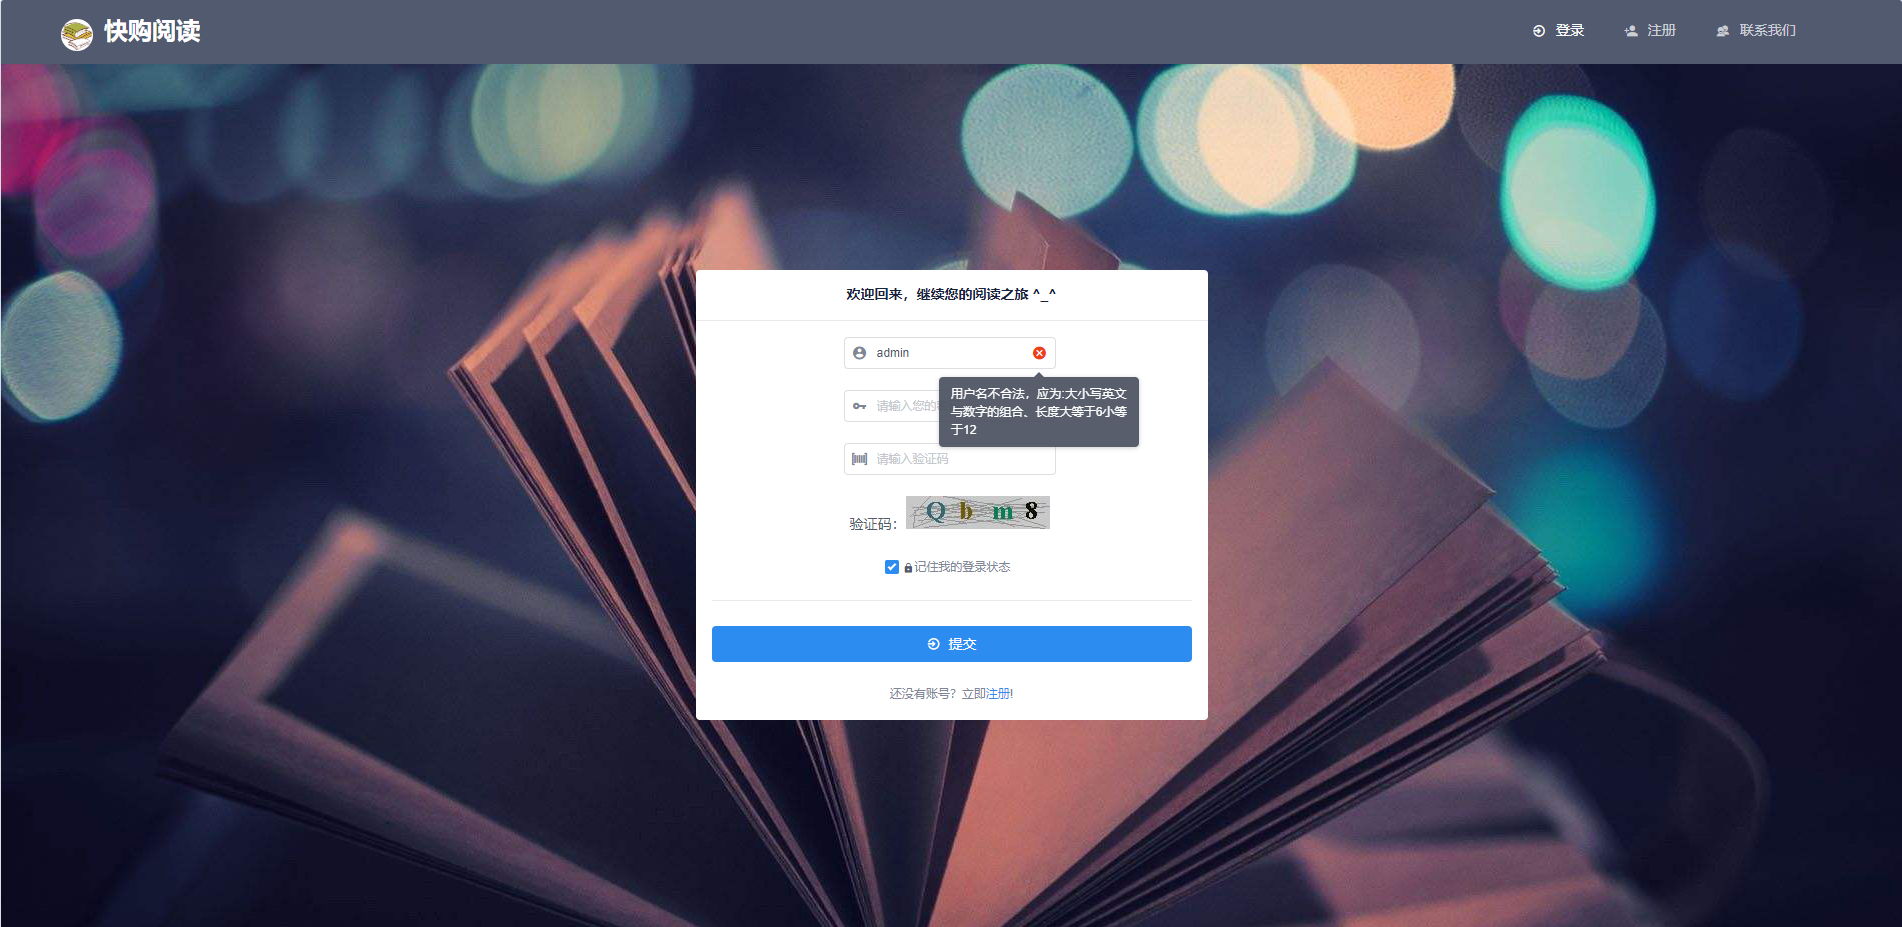 快购阅读
登录
注册
联系我们
欢迎回来，继续您的阅读之旅 ^_^
admin
用户名不合法，应为:大小写英文
与数字的组合、长度大等于6小等
于12
请输入您的
请输入验证码
验证码：
Q b m 8
记住我的登录状态
提交
还没有账号？立即注册!